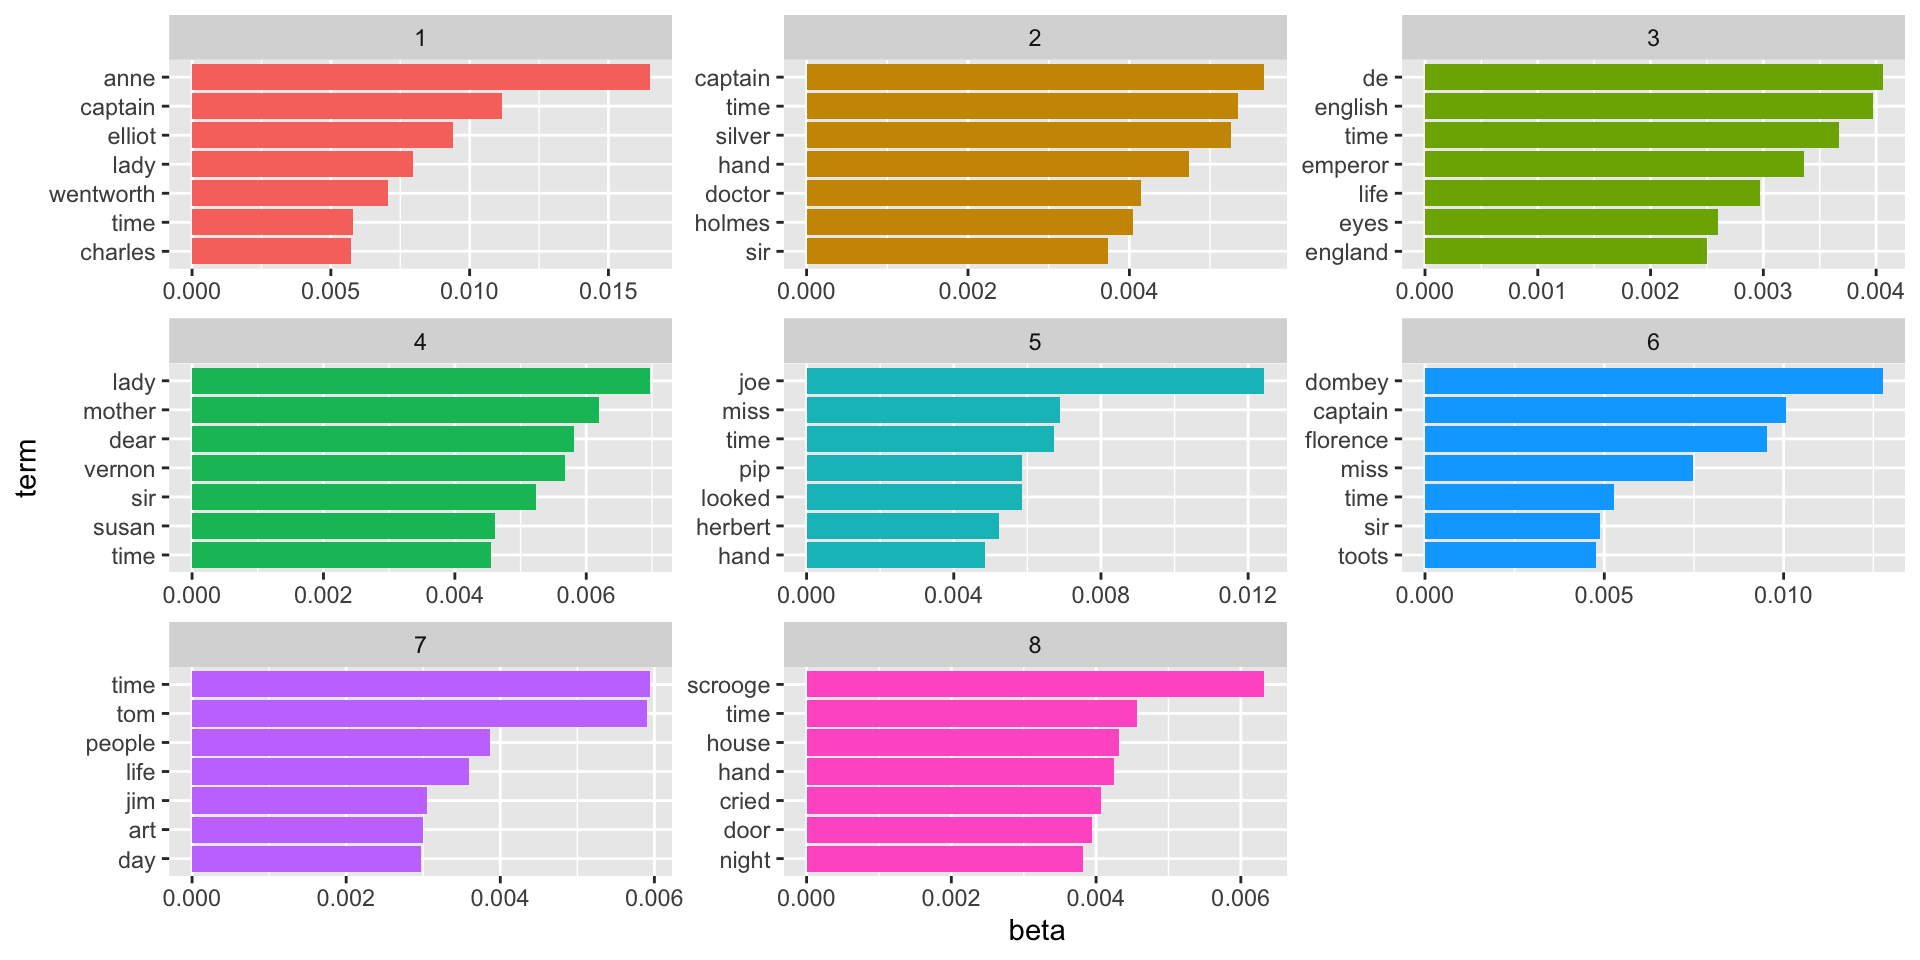 1
anne
captain
elliot
lady
wentworth
time
charles
0.000 0.005 0.010 0.015
2
captain
time
silver
hand
doctor
holmes
sir
0.000 0.002 0.004
3
de
english
time
emperor
life
eyes
england
0.000 0.001 0.002 0.003 0.004
4
lady
mother
dear
vernon
sir
susan
time
0.000 0.002 0.004 0.006
5
joe
miss
time
pip
looked
herbert
hand
0.000 0.004 0.008 0.012
6
dombey
captain
florence
miss
time
sir
toots
0.000 0.005 0.010
7
time
tom
people
life
jim
art
day
0.000 0.002 0.004 0.006
8
scrooge
time
house
hand
cried
door
night
0.000 0.002 0.004 0.006
term
beta